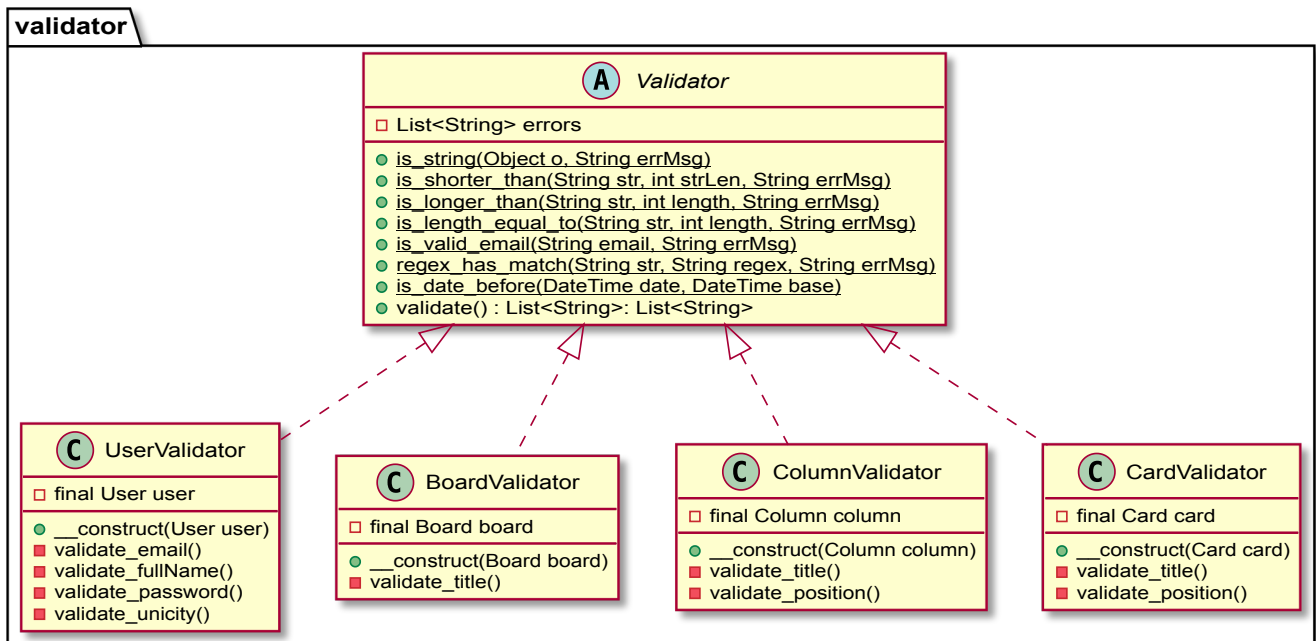 validator
A Validator
List<String> errors
is_string(Object o, String errMsg)
is_shorter_than(String str, int strLen, String errMsg)
is_longer_than(String str, int length, String errMsg)
is_length_equal_to(String str, int length, String errMsg)
is_valid_email(String email, String errMsg)
regex_has_match(String str, String regex, String errMsg)
is_date_before(DateTime date, DateTime base)
validate() : List<String>: List<String>
C UserValidator
final User user
__construct(User user)
validate_email()
validate_fullName()
validate_password()
validate_unicity()
C BoardValidator
final Board board
__construct(Board board)
validate_title()
C ColumnValidator
final Column column
__construct(Column column)
validate_title()
validate_position()
C CardValidator
final Card card
__construct(Card card)
validate_title()
validate_position()